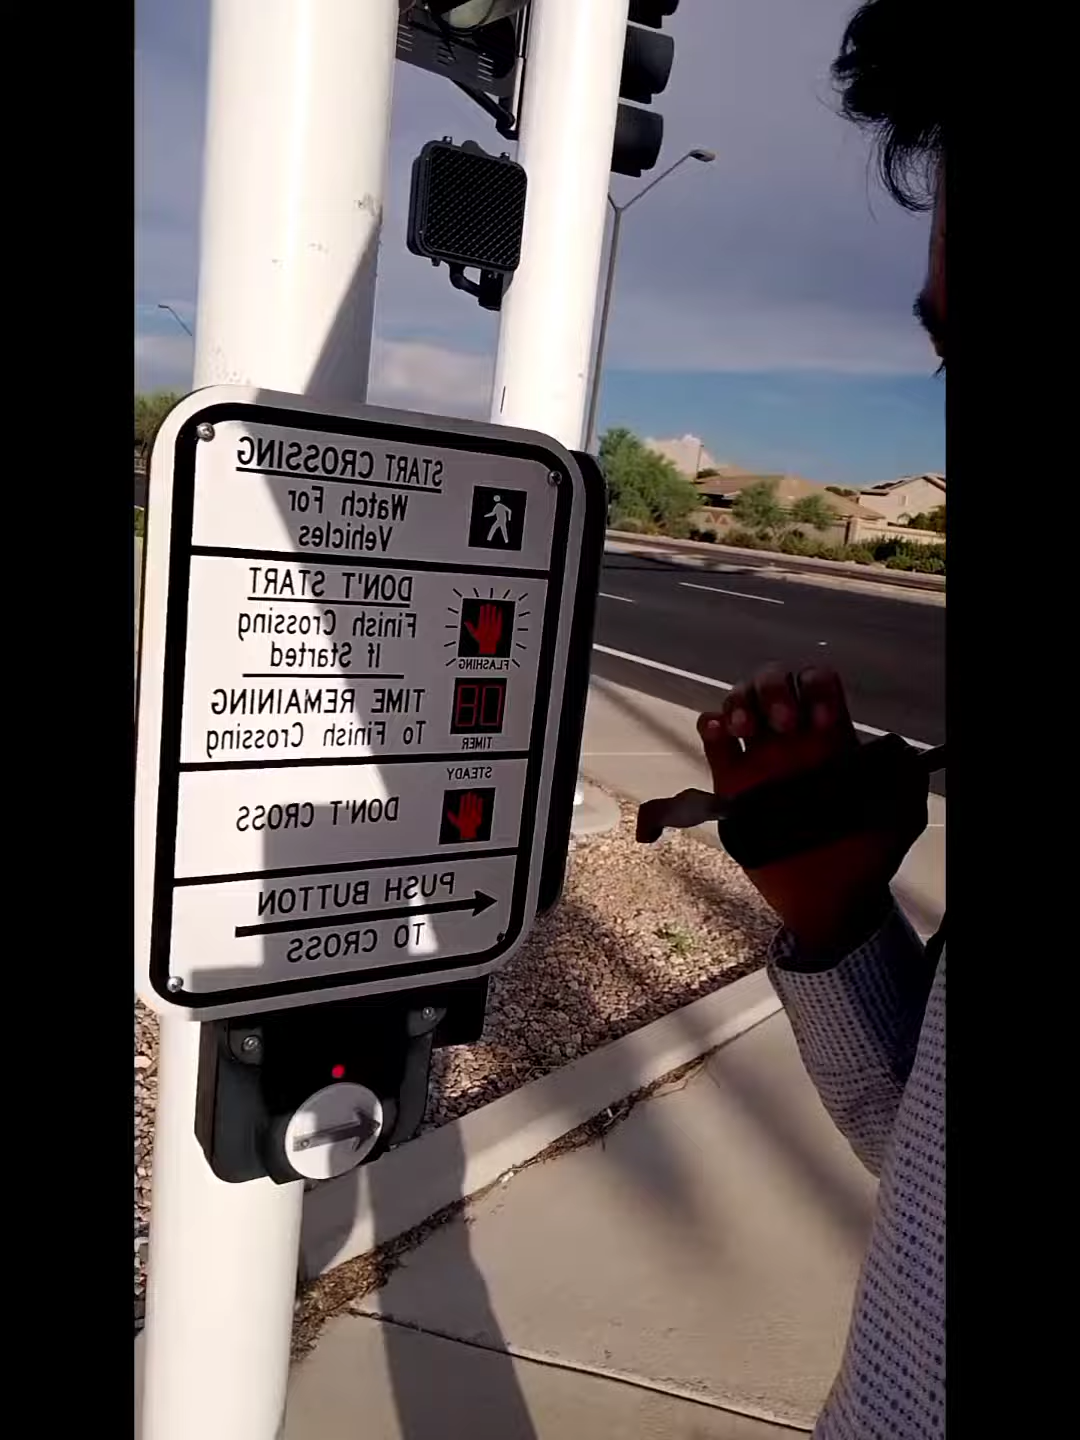 START CROSSING
Watch For
Vehicles
DON'T START
Finish Crossing
If Started
FLASHING
TIME REMAINING
To Finish Crossing
08
TIMER
STEADY
DON'T CROSS
PUSH BUTTON
TO CROSS